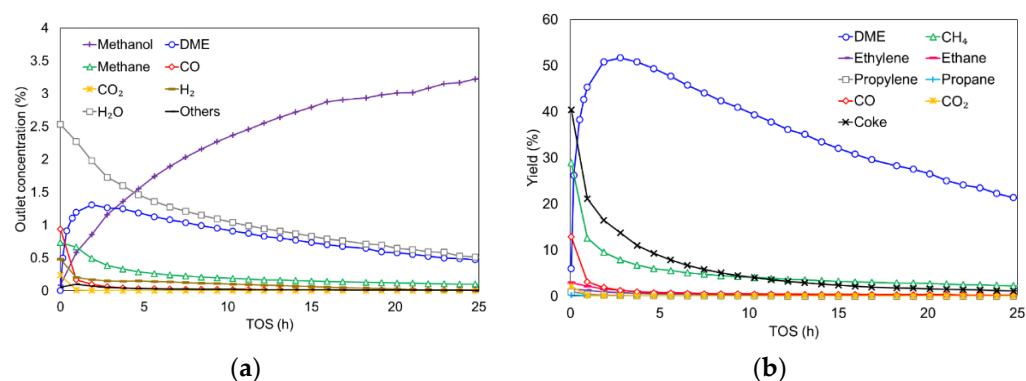 4
3.5
3
2.5
2
1.5
1
0.5
0
Outlet concentration (%)
Methanol DME
Methane CO
CO₂ H₂
H₂O Others
0 5 10 15 20 25
TOS (h)
(a)
60
50
40
30
20
10
0
Yield (%)
DME CH₄
Ethylene Ethane
Propylene Propane
CO CO₂
Coke
0 5 10 15 20 25
TOS (h)
(b)